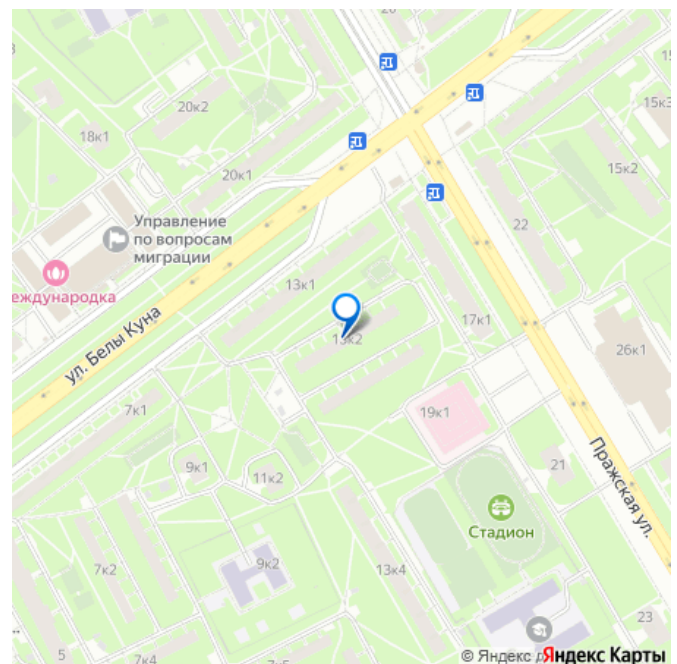 20
20к2
18к1
20к1
15к2
22
Управление
по вопросам
миграции
еждународка
13к1
ул. Белы Куна
17к1
13к2
26к1
7к1
19к1
9к1
11к2
21
Пражская ул.
Стадион
7к2
9к2
13к4
23
5
7к4
© Яндекс
Яндекс Карты